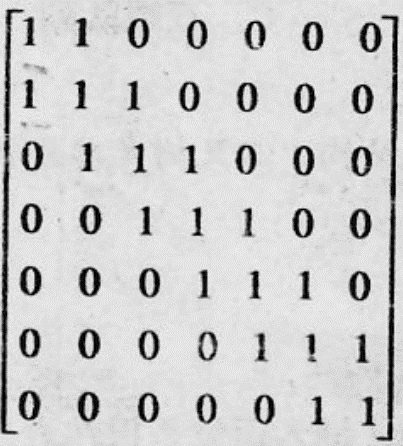 1 1 0 0 0 0 0
1 1 1 0 0 0 0
0 1 1 1 0 0 0
0 0 1 1 1 0 0
0 0 0 1 1 1 0
0 0 0 0 1 1 1
0 0 0 0 0 1 1